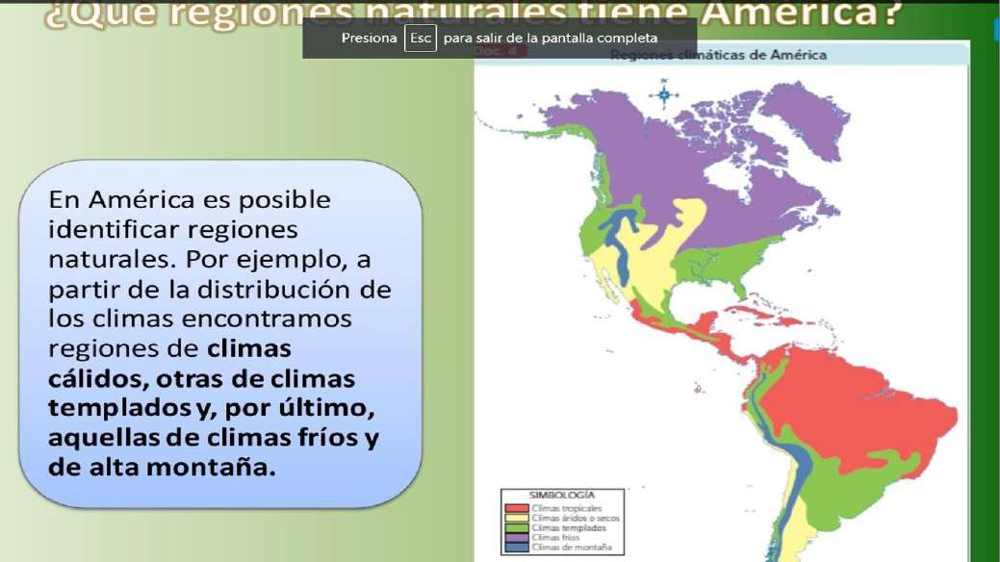 ¿Qué regiones naturales tiene América?
Presiona Esc para salir de la pantalla completa
Doc. 4
Regiones climáticas de América
En América es posible
identificar regiones
naturales. Por ejemplo, a
partir de la distribución de
los climas encontramos
regiones de climas
cálidos, otras de climas
templados y, por último,
aquellas de climas fríos y
de alta montaña.
SIMBOLOGÍA
Climas tropicales
Climas áridos o secos
Climas templados
Climas fríos
Climas de montaña